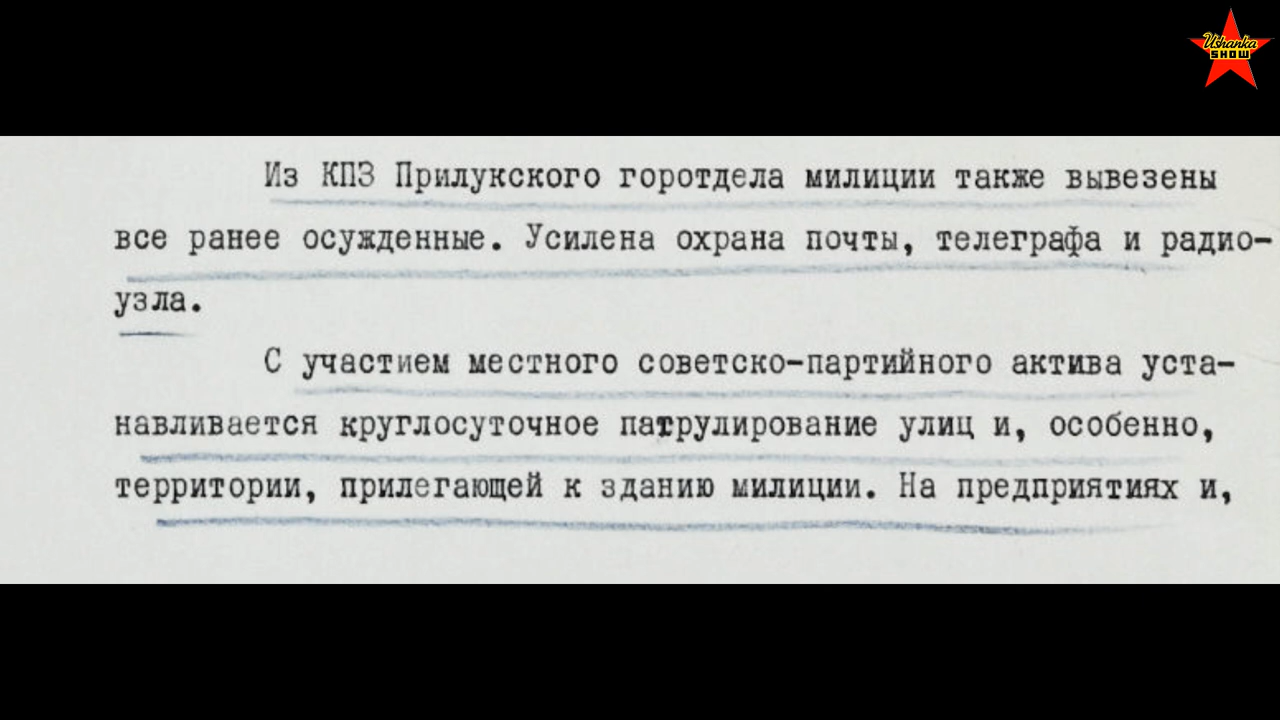 Ushanka
SHOW
Из КПЗ Прилукского горотдела милиции также вывезены
все ранее осужденные. Усилена охрана почты, телеграфа и радио-
узла.
С участием местного советско-партийного актива уста-
навливается круглосуточное патрулирование улиц и, особенно,
территории, прилегающей к зданию милиции. На предприятиях и,